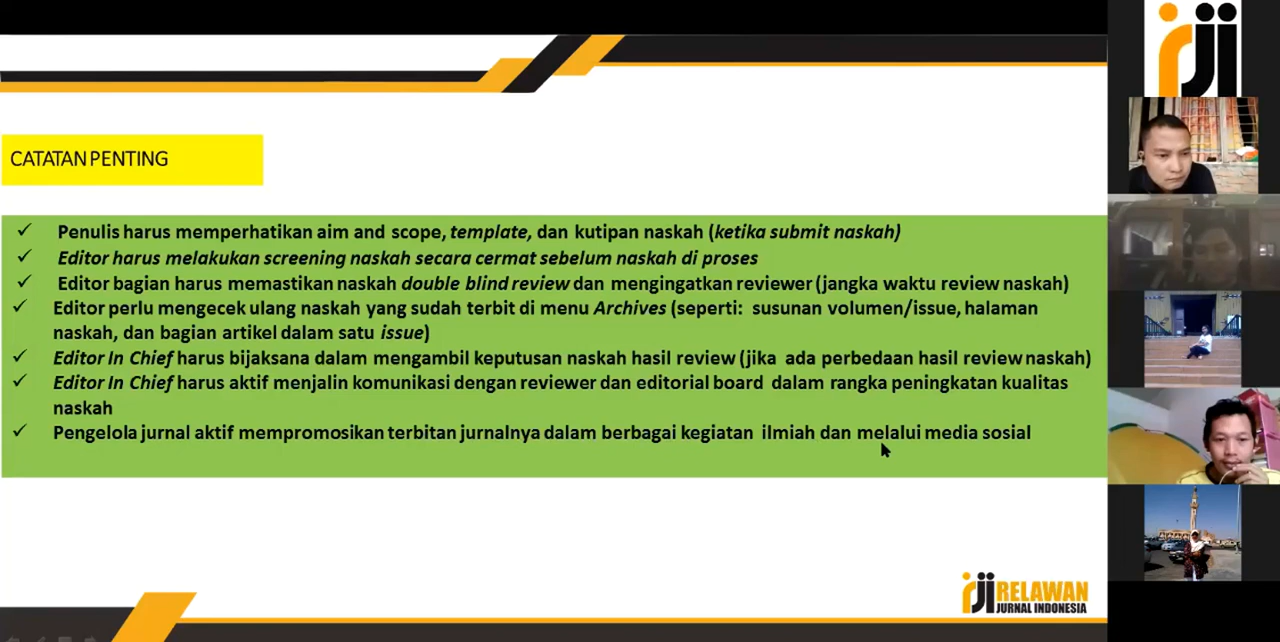 CATATAN PENTING
✓ Penulis harus memperhatikan aim and scope, template, dan kutipan naskah (ketika submit naskah)
✓ Editor harus melakukan screening naskah secara cermat sebelum naskah di proses
✓ Editor bagian harus memastikan naskah double blind review dan mengingatkan reviewer (jangka waktu review naskah)
✓ Editor perlu mengecek ulang naskah yang sudah terbit di menu Archives (seperti: susunan volumen/issue, halaman
naskah, dan bagian artikel dalam satu issue)
✓ Editor In Chief harus bijaksana dalam mengambil keputusan naskah hasil review (jika ada perbedaan hasil review naskah)
✓ Editor In Chief harus aktif menjalin komunikasi dengan reviewer dan editorial board dalam rangka peningkatan kualitas
naskah
✓ Pengelola jurnal aktif mempromosikan terbitan jurnalnya dalam berbagai kegiatan ilmiah dan melalui media sosial
rji
rji RELAWAN
JURNAL INDONESIA